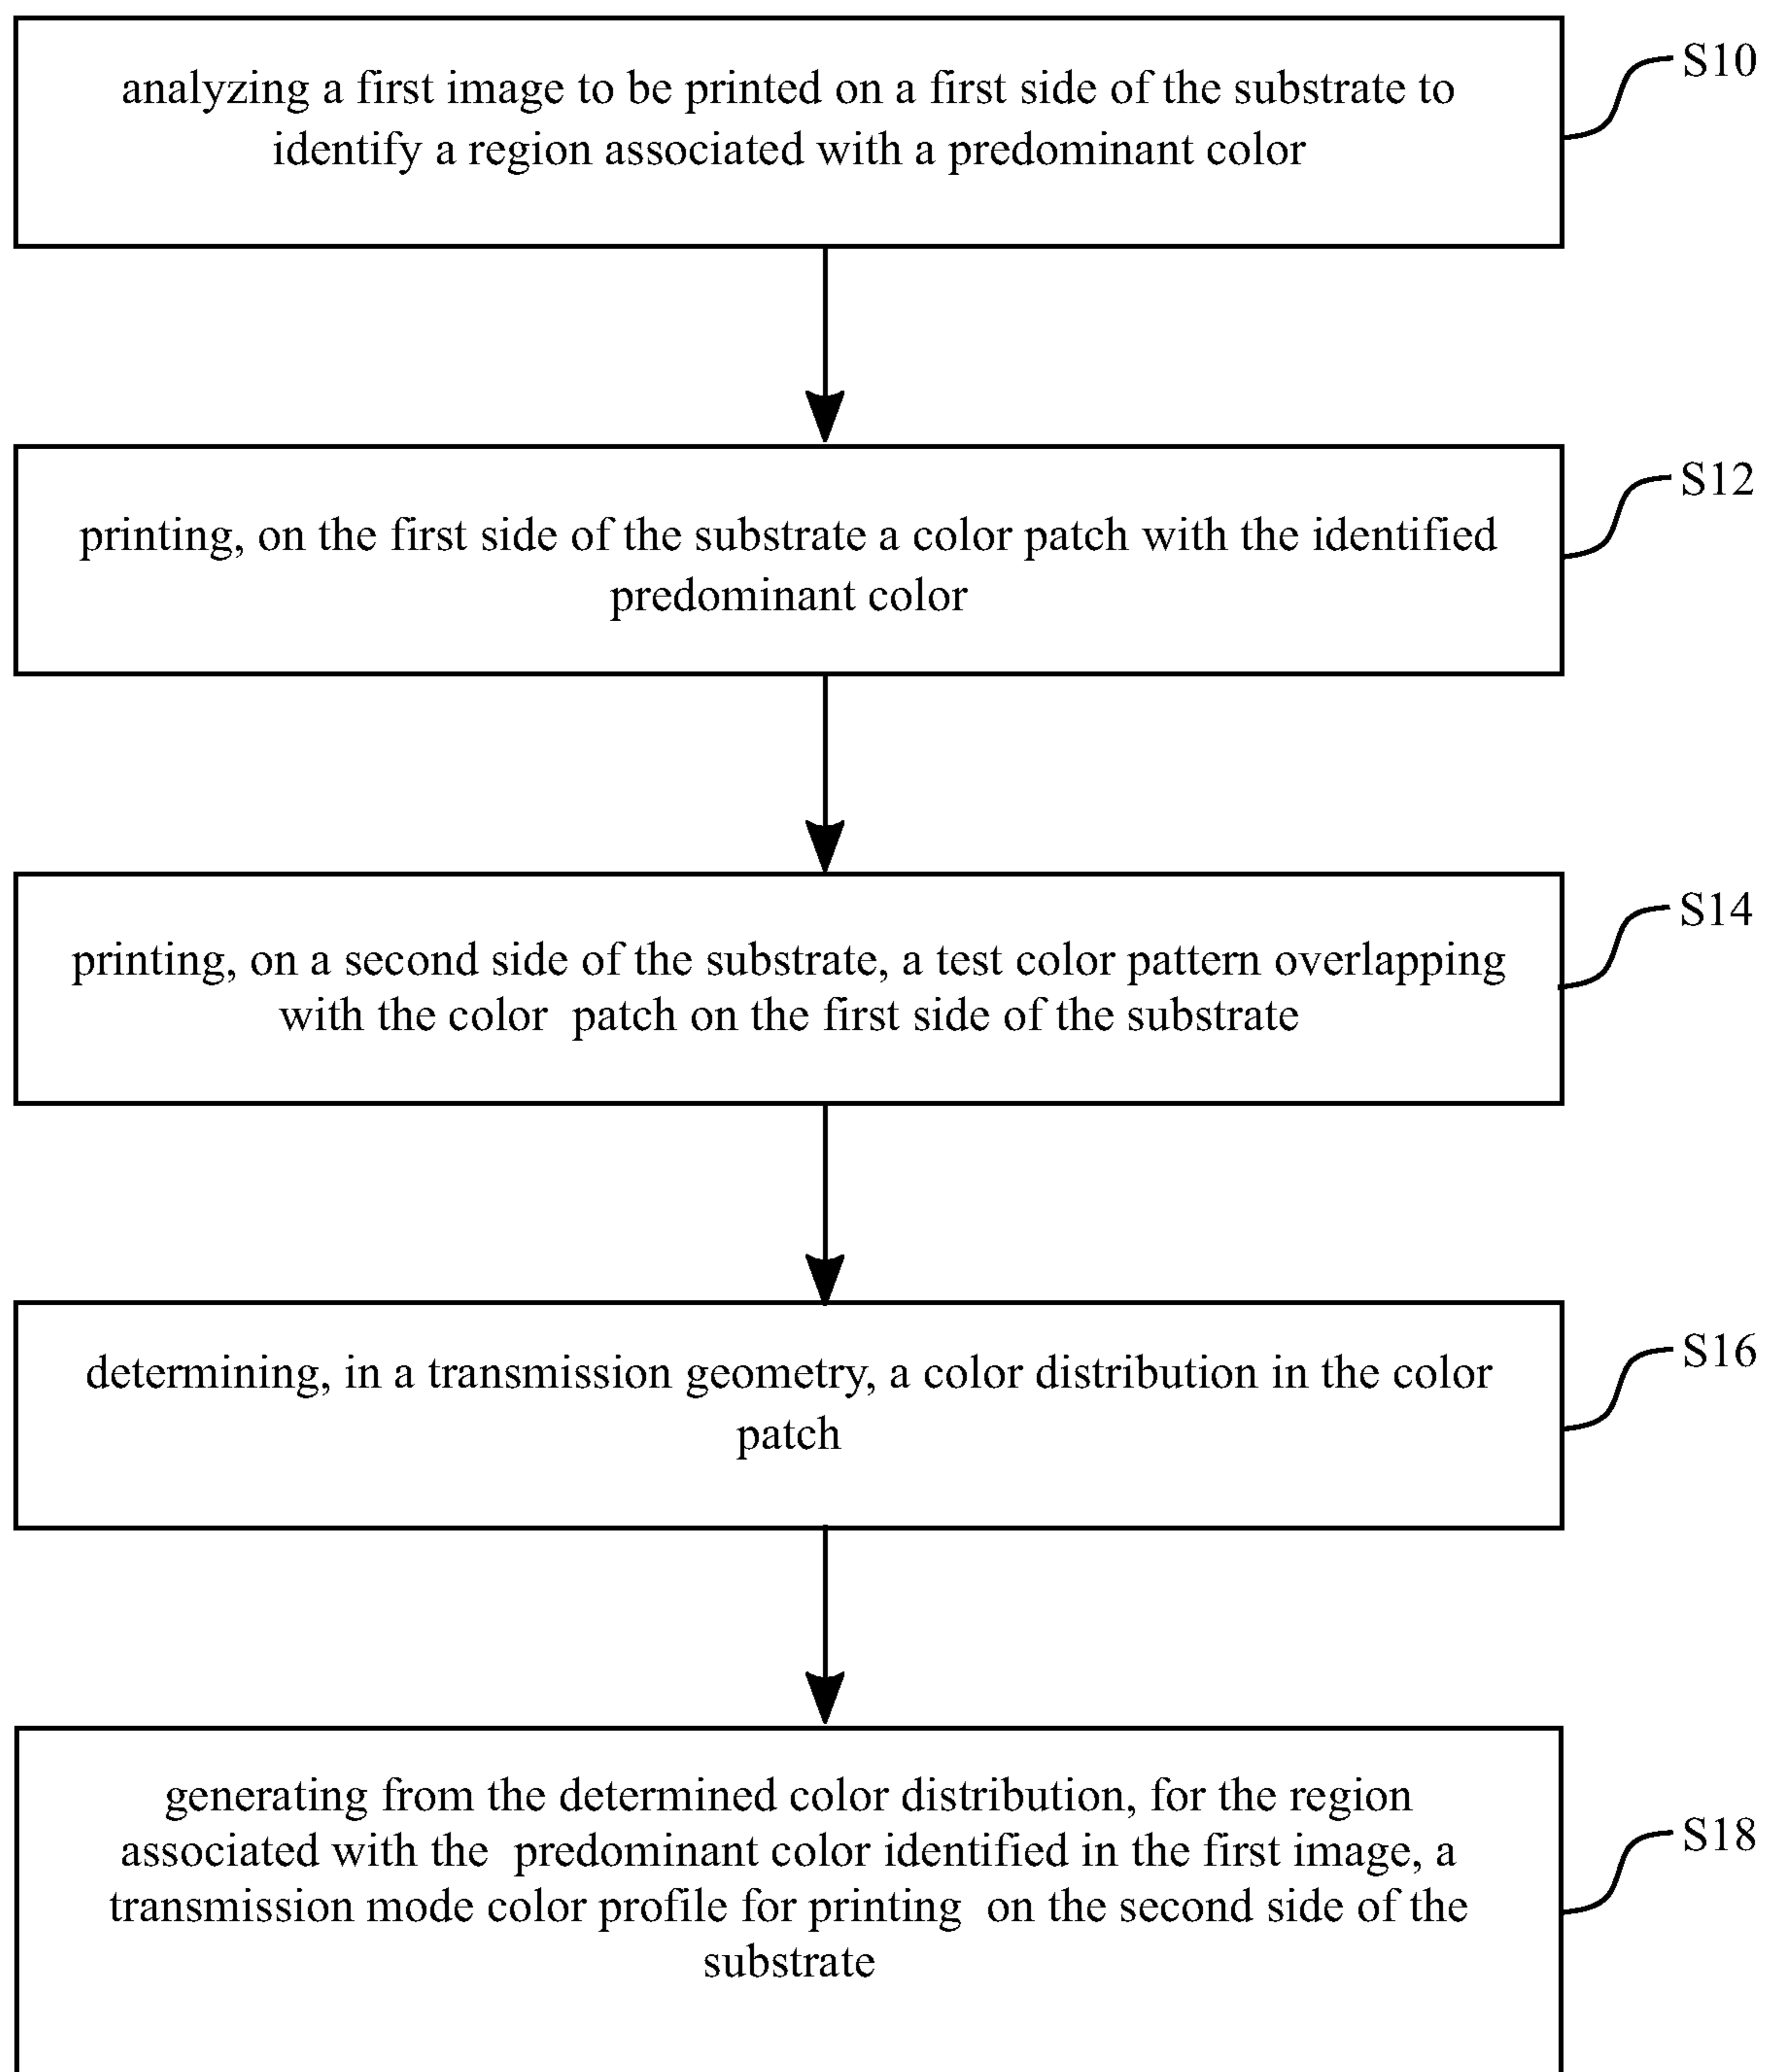 analyzing a first image to be printed on a first side of the substrate to
identify a region associated with a predominant color
S10
printing, on the first side of the substrate a color patch with the identified
predominant color
S12
printing, on a second side of the substrate, a test color pattern overlapping
with the color patch on the first side of the substrate
S14
determining, in a transmission geometry, a color distribution in the color
patch
S16
generating from the determined color distribution, for the region
associated with the predominant color identified in the first image, a
transmission mode color profile for printing on the second side of the
substrate
S18